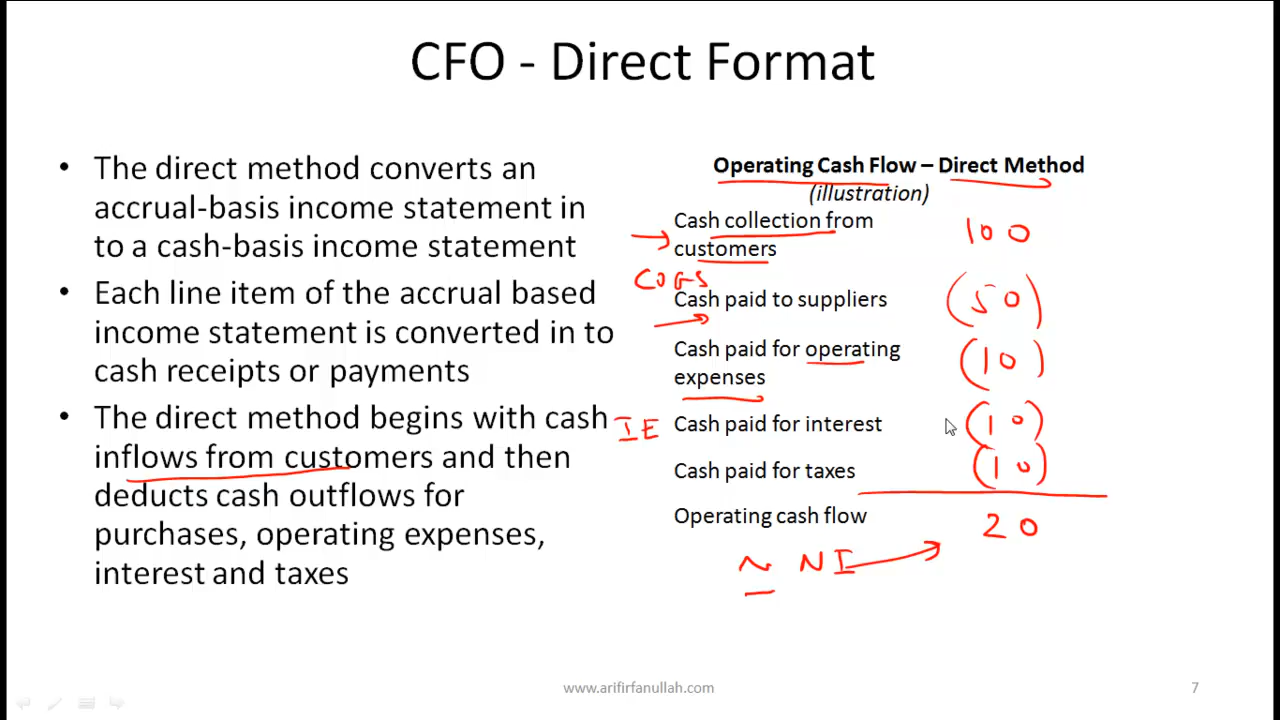 CFO - Direct Format
• The direct method converts an
accrual-basis income statement in
to a cash-basis income statement
• Each line item of the accrual based
income statement is converted in to
cash receipts or payments
• The direct method begins with cash
inflows from customers and then
deducts cash outflows for
purchases, operating expenses,
interest and taxes
Operating Cash Flow – Direct Method
(illustration)
Cash collection from
customers 100
COGS
Cash paid to suppliers (50)
Cash paid for operating
expenses (10)
IE Cash paid for interest (10)
Cash paid for taxes (10)
Operating cash flow 20
~ NI
www.arifirfanullah.com
7